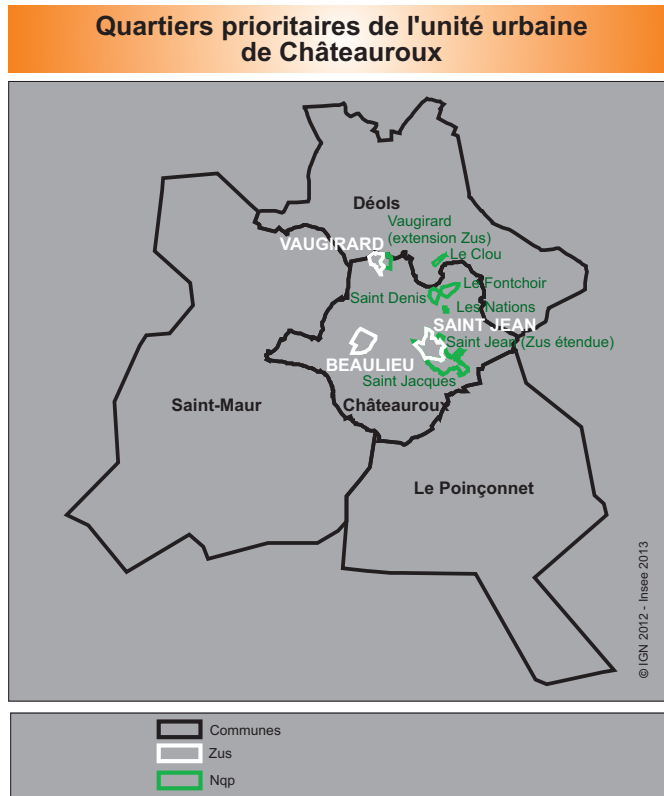 Quartiers prioritaires de l'unité urbaine
de Châteauroux
Déols
Vaugirard
(extension Zus)
VAUGIRARD
Le Clou
Le Fontchoir
Saint Denis
Les Nations
SAINT JEAN
Saint Jean (Zus étendue)
BEAULIEU
Saint Jacques
Saint-Maur
Châteauroux
Le Poinçonnet
© IGN 2012 - Insee 2013
Communes
Zus
Nqp